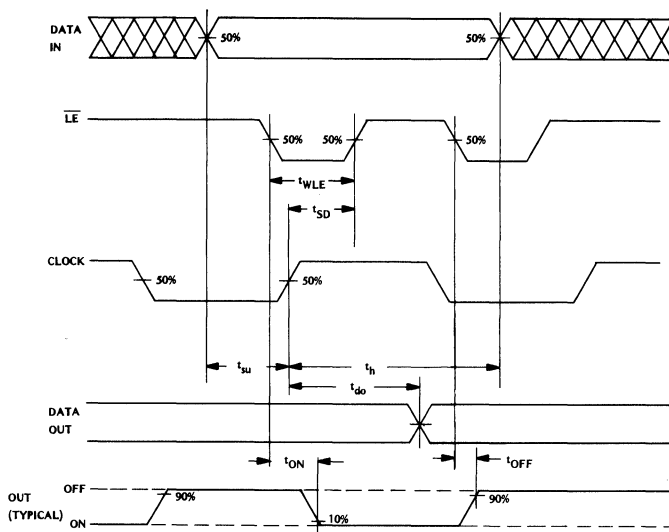 DATA
IN
50%
50%
LE
50%
50%
50%
tWLE
tSD
CLOCK
50%
50%
tsu
th
tdo
DATA
OUT
tON
tOFF
OUT
(TYPICAL)
OFF
ON
90%
10%
90%